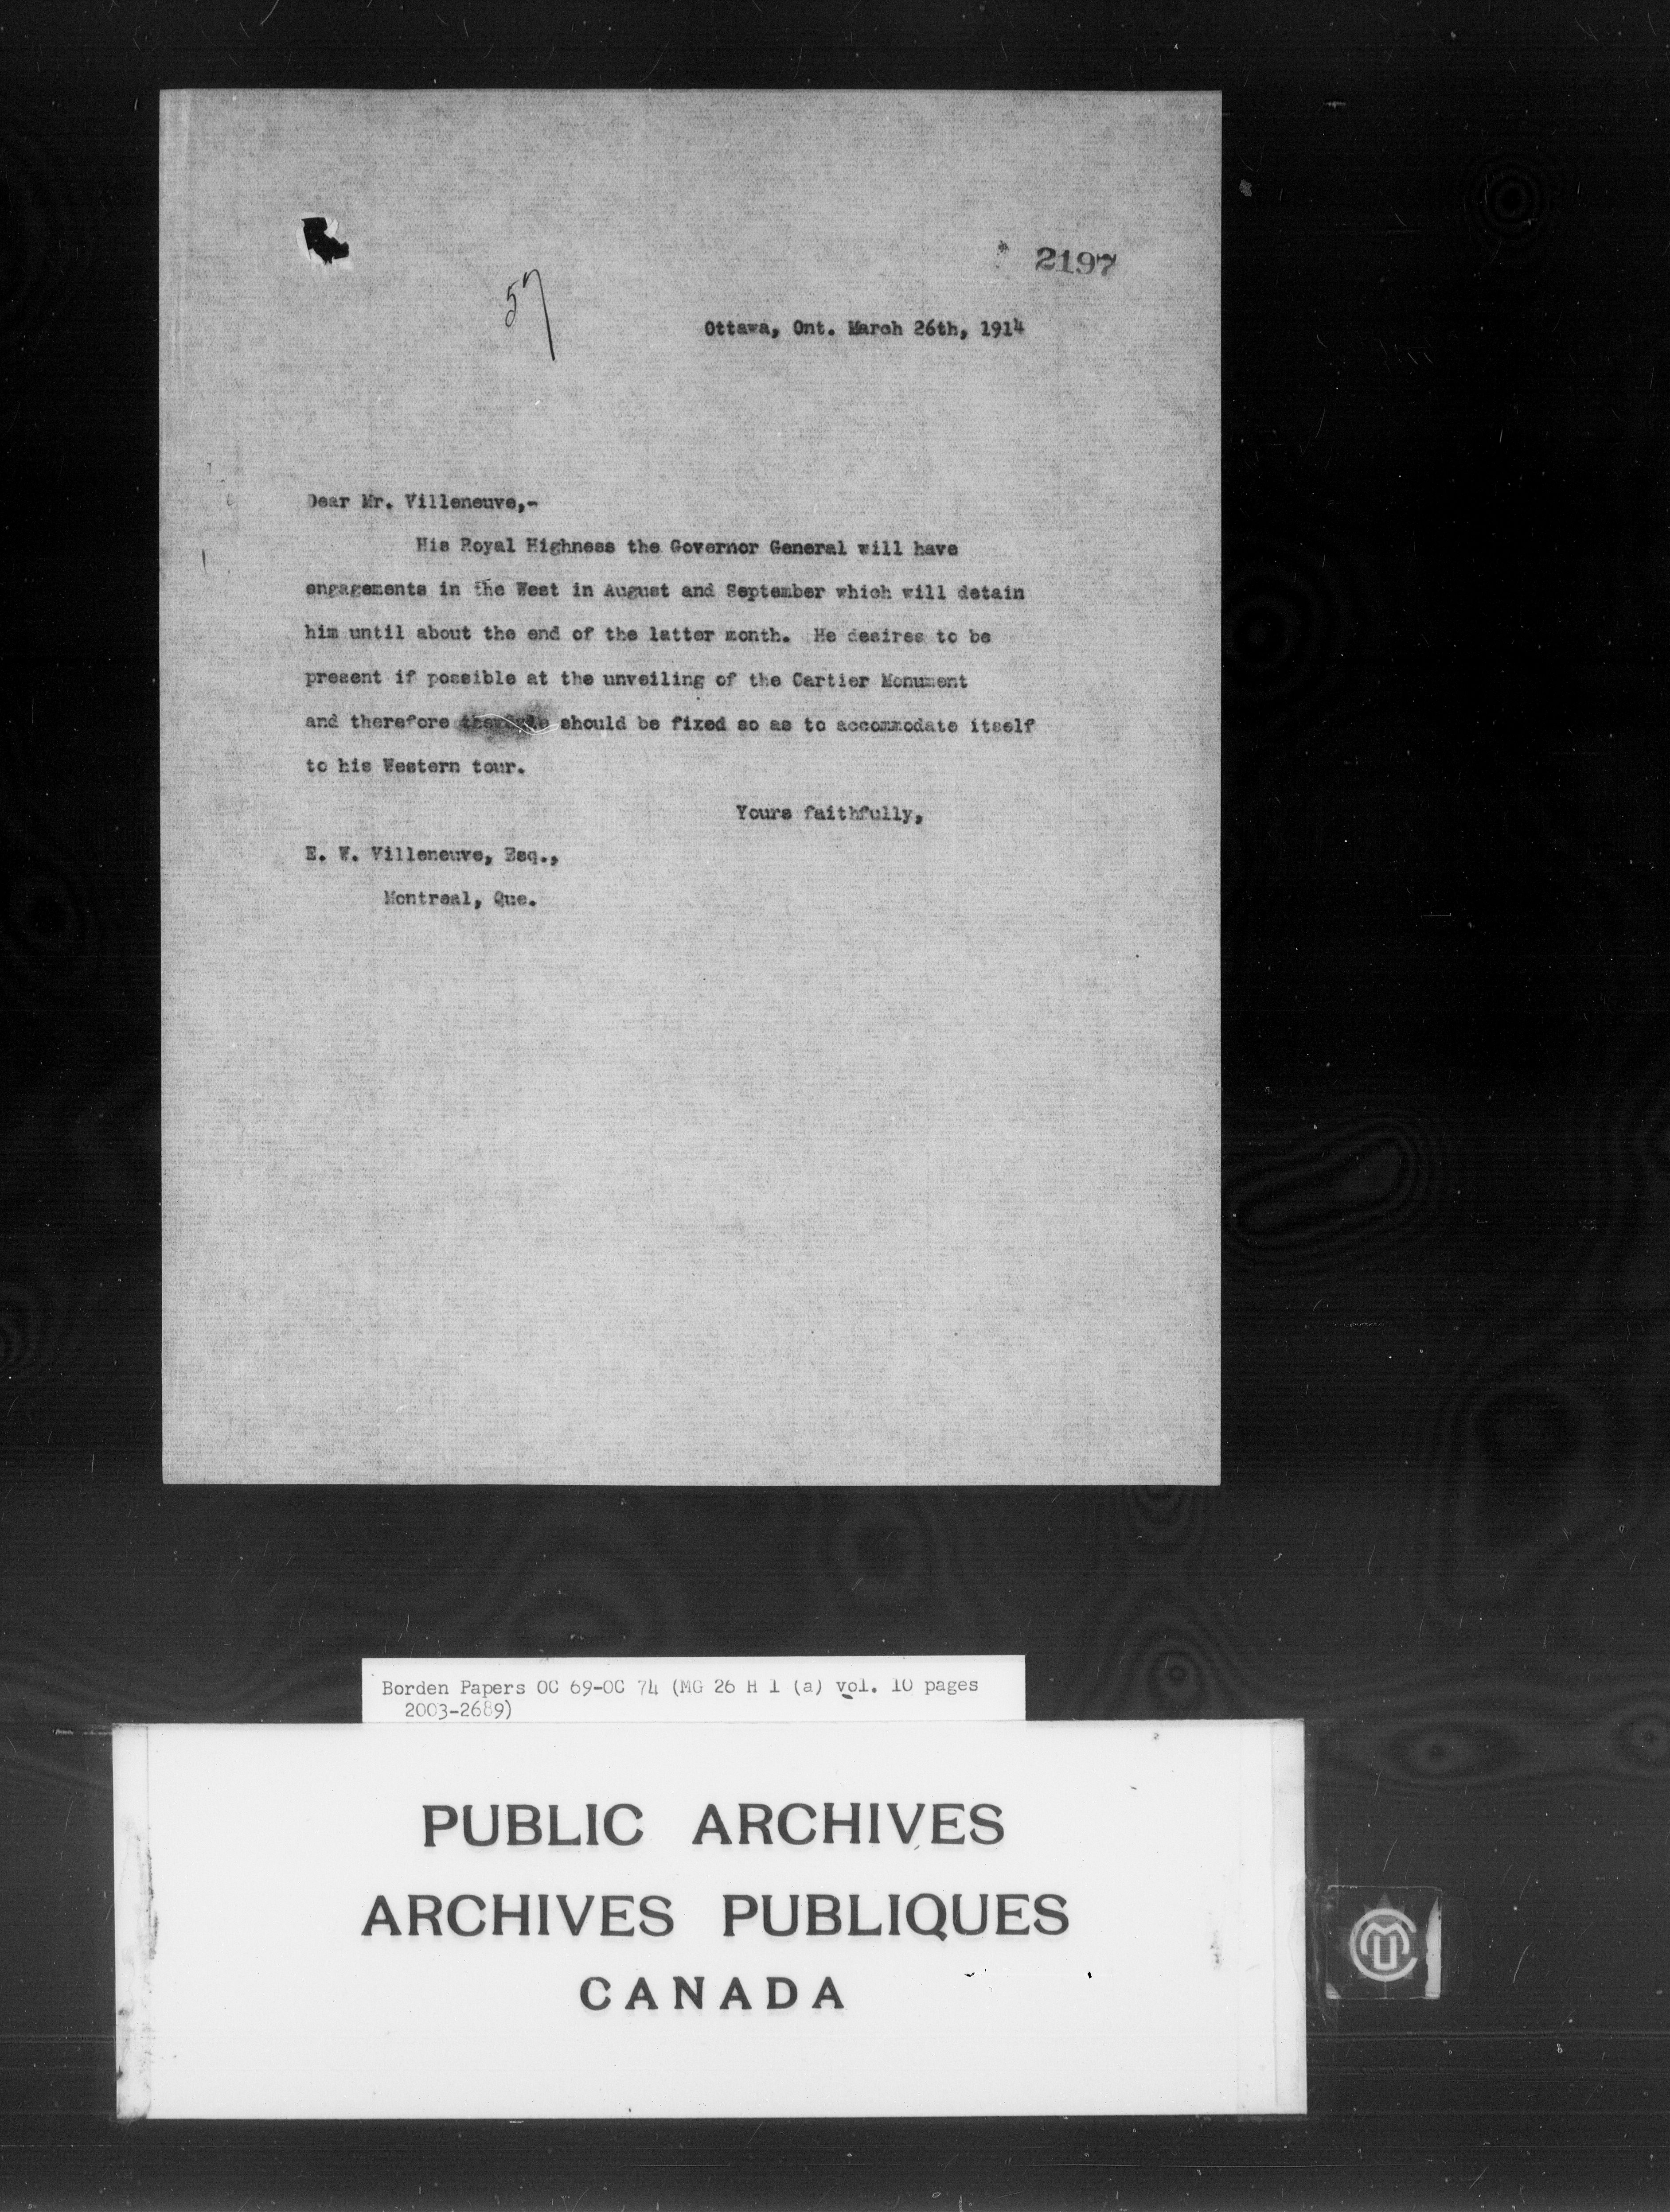 2197
57
Ottawa, Ont. March 26th, 1914
Dear Mr. Villeneuve,-
His Royal Highness the Governor General will have
engagements in the West in August and September which will detain
him until about the end of the latter month. He desires to be
present if possible at the unveiling of the Cartier Monument
and therefore should be fixed so as to accommodate itself
to his Western tour.
Yours faithfully,
E. W. Villeneuve, Esq.,
Montreal, Que.
Borden Papers OC 69-OC 74 (MG 26 H 1 (a) vol. 10 pages
2003-2689)
PUBLIC ARCHIVES
ARCHIVES PUBLIQUES
CANADA